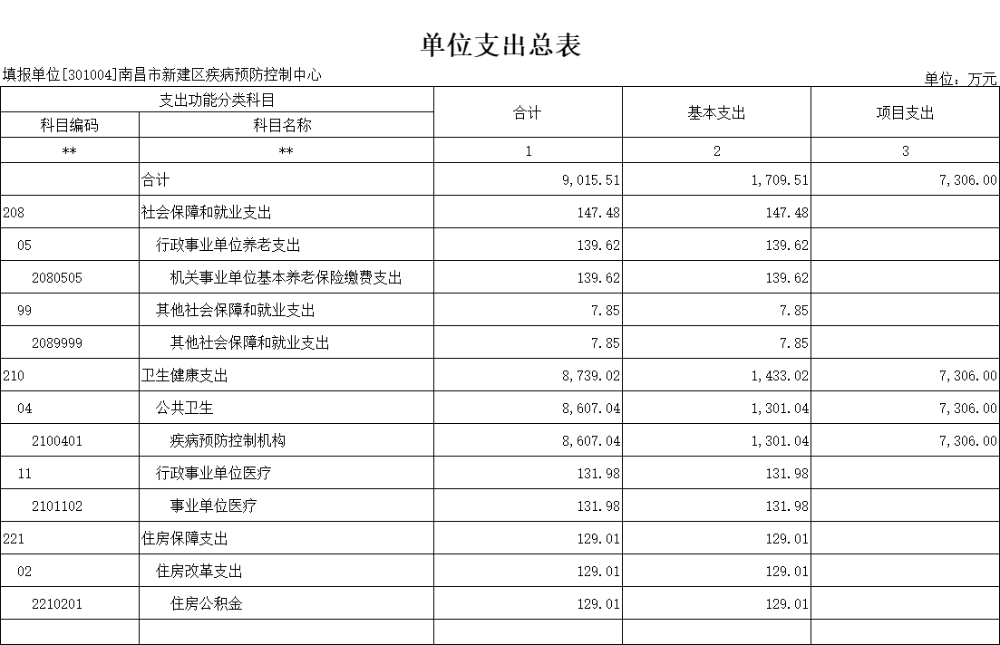 单位支出总表
填报单位[301004]南昌市新建区疾病预防控制中心
单位：万元
支出功能分类科目 合计 基本支出 项目支出
科目编码 科目名称
** ** 1 2 3
合计 9,015.51 1,709.51 7,306.00
208 社会保障和就业支出 147.48 147.48
05 行政事业单位养老支出 139.62 139.62
2080505 机关事业单位基本养老保险缴费支出 139.62 139.62
99 其他社会保障和就业支出 7.85 7.85
2089999 其他社会保障和就业支出 7.85 7.85
210 卫生健康支出 8,739.02 1,433.02 7,306.00
04 公共卫生 8,607.04 1,301.04 7,306.00
2100401 疾病预防控制机构 8,607.04 1,301.04 7,306.00
11 行政事业单位医疗 131.98 131.98
2101102 事业单位医疗 131.98 131.98
221 住房保障支出 129.01 129.01
02 住房改革支出 129.01 129.01
2210201 住房公积金 129.01 129.01